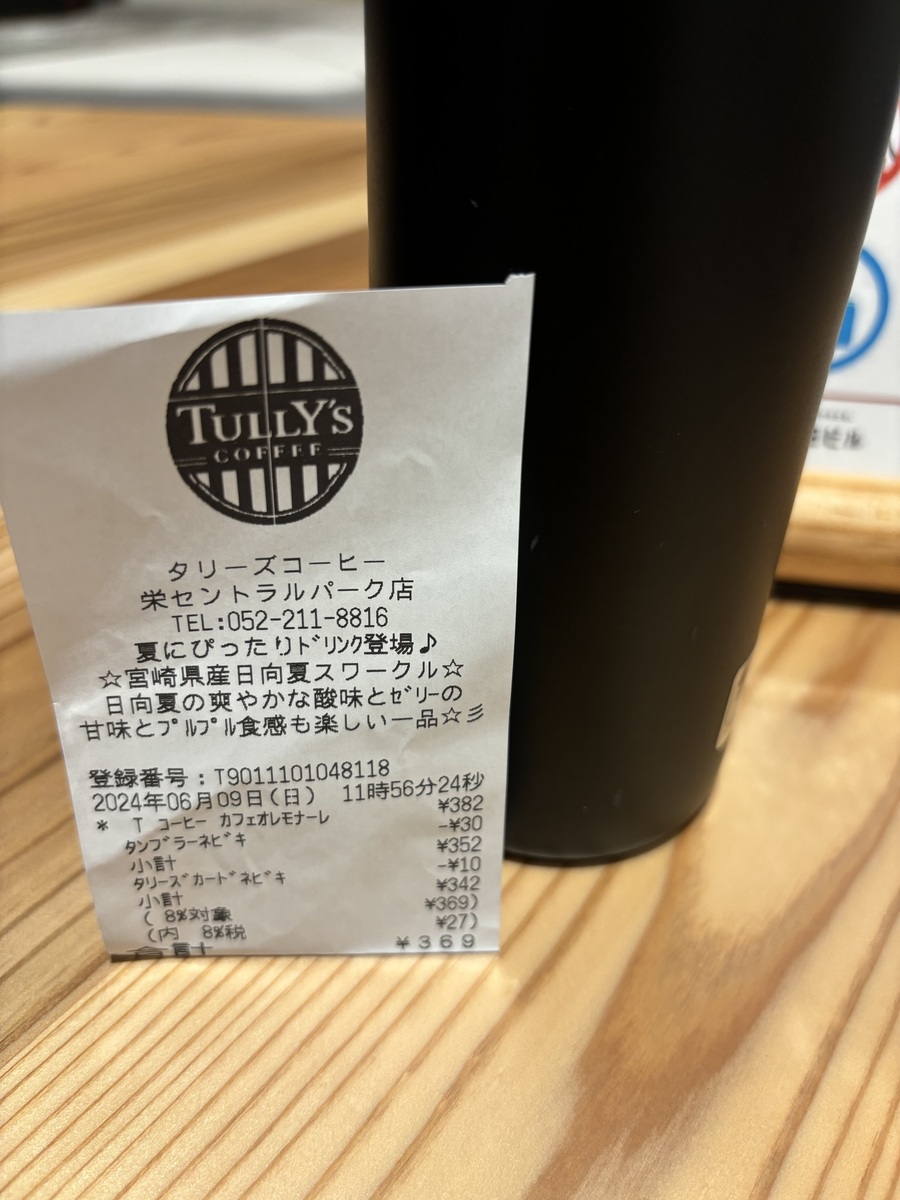 TULLY'S
COFFEE
タリーズコーヒー
栄セントラルパーク店
TEL:052-211-8816
夏にぴったりﾄﾞﾘﾝｸ登場♪
☆宮崎県産日向夏スワークル☆
日向夏の爽やかな酸味とｾﾞﾘｰの
甘味とﾌﾟﾙﾌﾟﾙ食感も楽しい一品☆彡
登録番号：T9011101048118
2024年06月09日(日) 11時56分24秒
* T ｺｰﾋｰ ｶﾌｪｵﾚﾓﾅｰﾚ ¥382
ﾀﾝﾌﾞﾗｰﾈﾋﾞｷ -¥30
小計 ¥352
ﾀﾘｰｽﾞｶｰﾄﾞﾈﾋﾞｷ -¥10
小計 ¥342
( 8%対象 ¥369)
(内 8%税 ¥27)
合計 ¥369
ビル